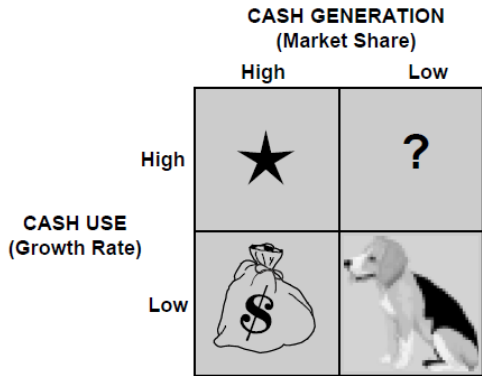 CASH GENERATION
(Market Share)
High Low
High
?
CASH USE
(Growth Rate)
Low
$